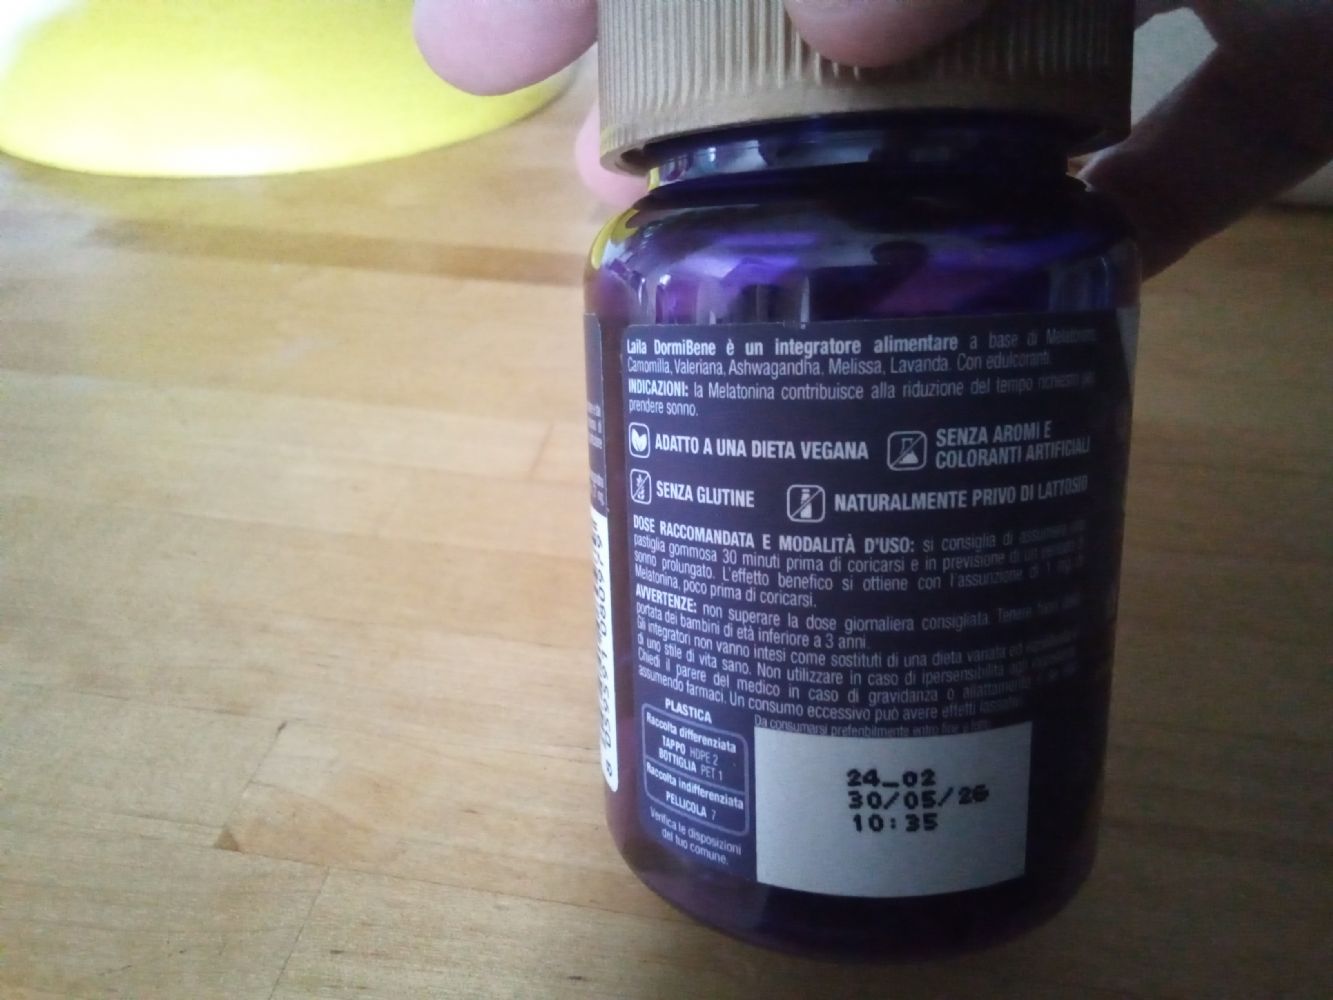 Laila DormiBene è un integratore alimentare a base di Melatonina,
Camomilla, Valeriana, Ashwagandha, Melissa, Lavanda. Con edulcoranti.
INDICAZIONI: la Melatonina contribuisce alla riduzione del tempo richiesto per
prendere sonno.
ADATTO A UNA DIETA VEGANA
SENZA AROMI E
COLORANTI ARTIFICIALI
SENZA GLUTINE
NATURALMENTE PRIVO DI LATTOSIO
DOSE RACCOMANDATA E MODALITÀ D'USO: si consiglia di assumere
pastiglia gommosa 30 minuti prima di coricarsi e in previsione di un periodo di
sonno prolungato. L'effetto benefico si ottiene con l'assunzione di 1 mg di
Melatonina, poco prima di coricarsi.
AVVERTENZE: non superare la dose giornaliera consigliata. Tenere fuori dalla
portata dei bambini di età inferiore a 3 anni.
Gli integratori non vanno intesi come sostituti di una dieta variata ed equilibrata e
di uno stile di vita sano. Non utilizzare in caso di ipersensibilità agli ingredienti.
Chiedi il parere del medico in caso di gravidanza o allattamento o se stai
assumendo farmaci. Un consumo eccessivo può avere effetti lassativi.
PLASTICA
Raccolta differenziata
TAPPO HDPE 2
BOTTIGLIA PET 1
Raccolta indifferenziata
PELLICOLA 7
Verifica le disposizioni
del tuo comune.
Da consumarsi preferibilmente entro fine e lotto:
24_02
30/05/26
10:35